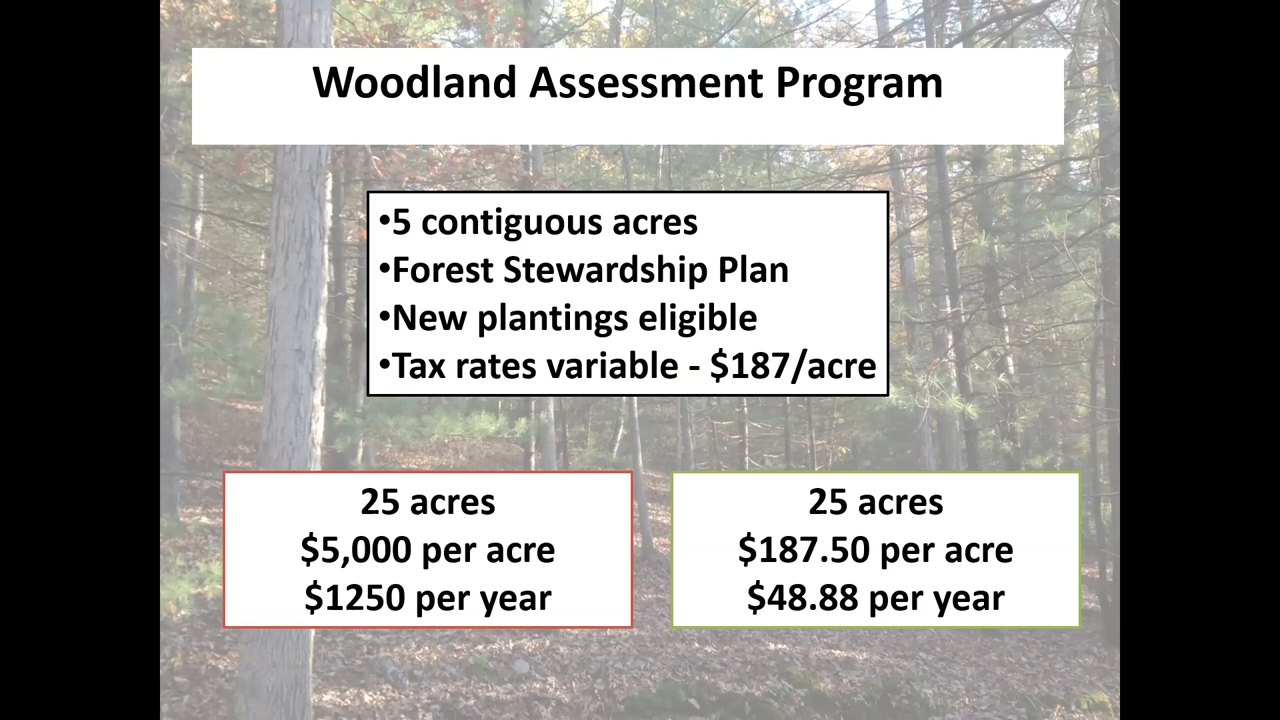 Woodland Assessment Program
•5 contiguous acres
•Forest Stewardship Plan
•New plantings eligible
•Tax rates variable - $187/acre
25 acres
$5,000 per acre
$1250 per year
25 acres
$187.50 per acre
$48.88 per year